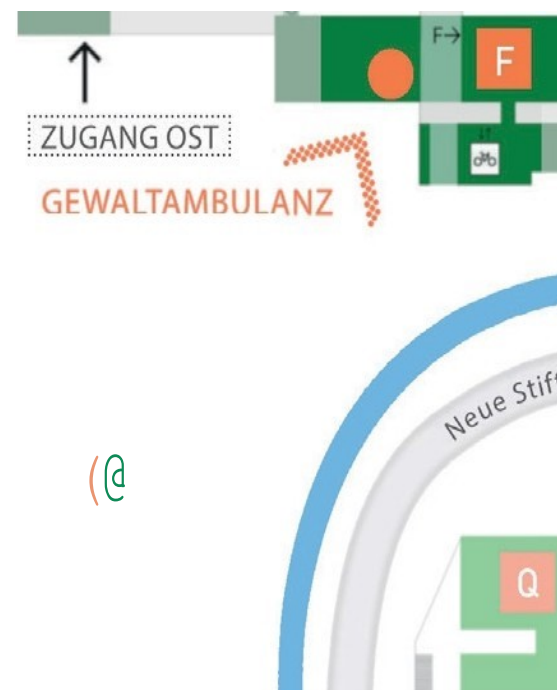 F→
F
ZUGANG OST
GEWALTAMBULANZ
Neue Stif
(@
Q